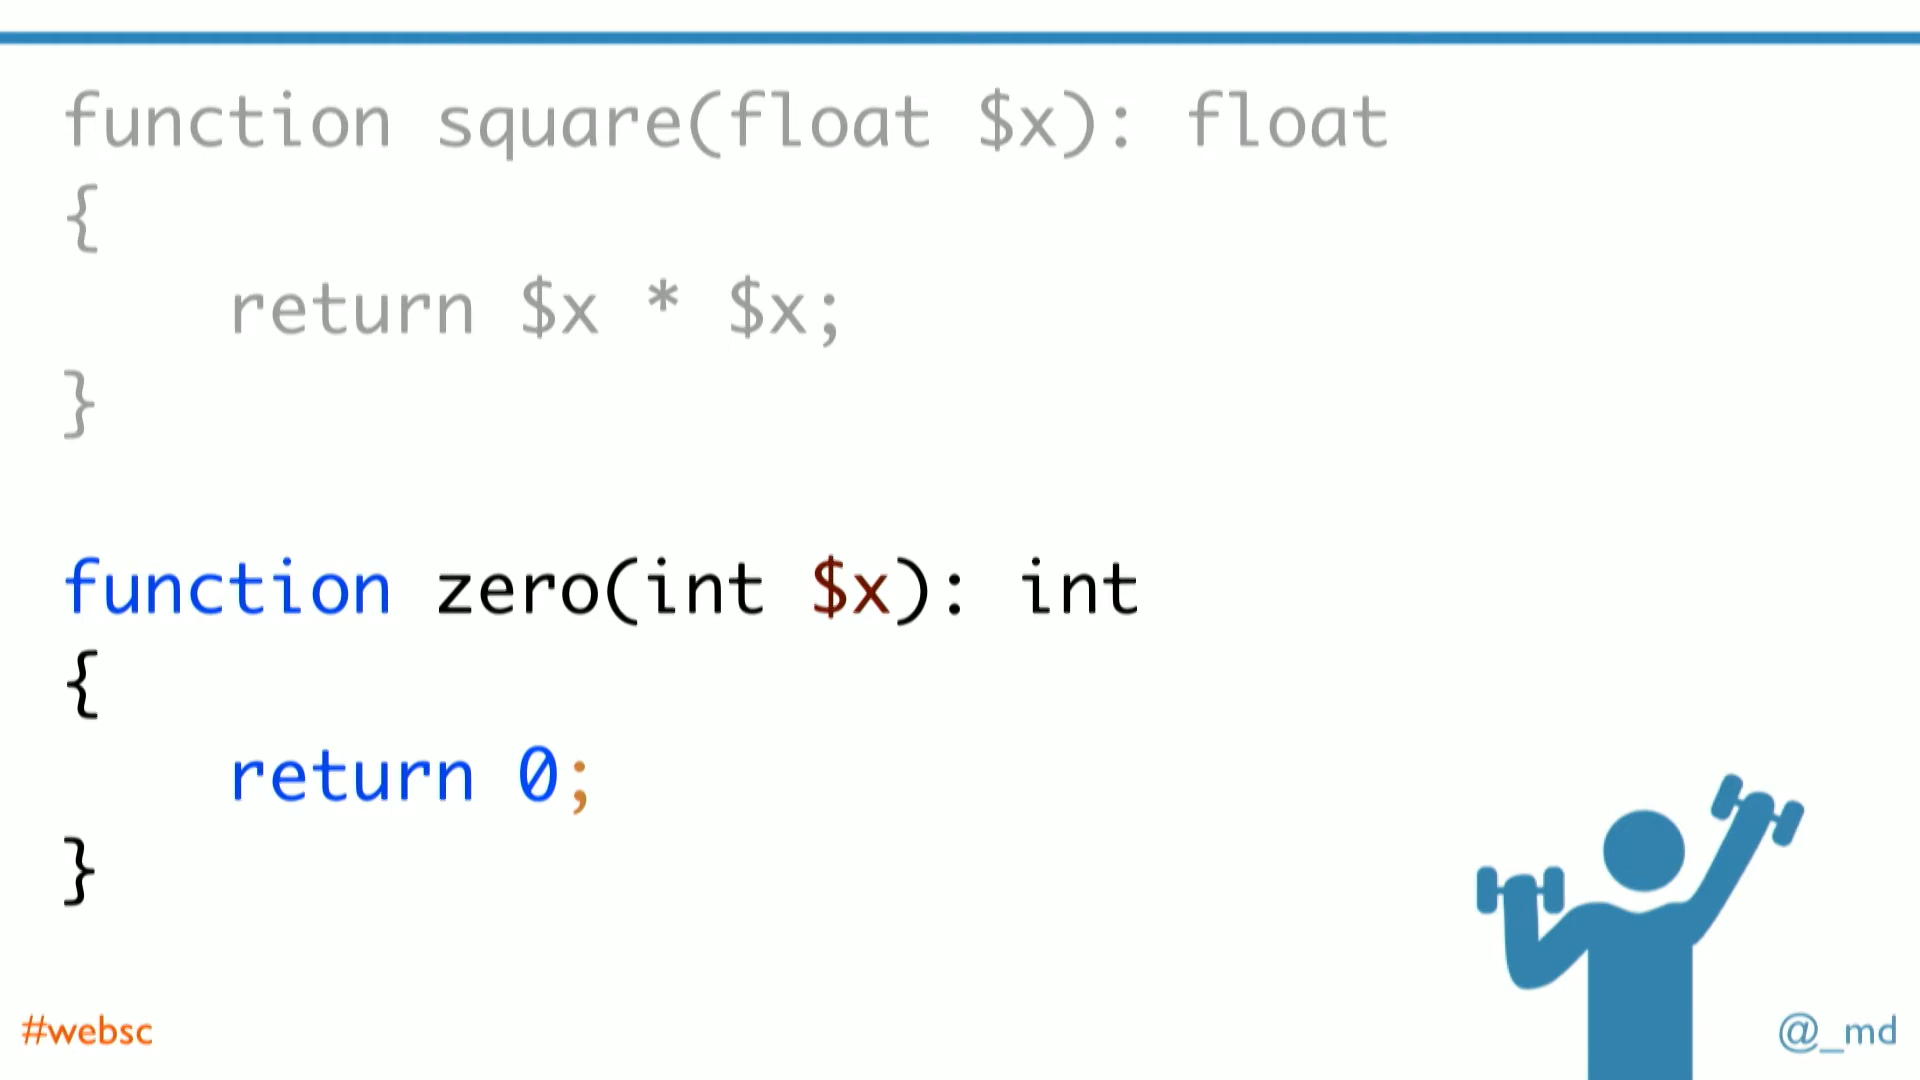 function square(float $x): float
{
    return $x * $x;
}

function zero(int $x): int
{
    return 0;
}
#websc
@_md